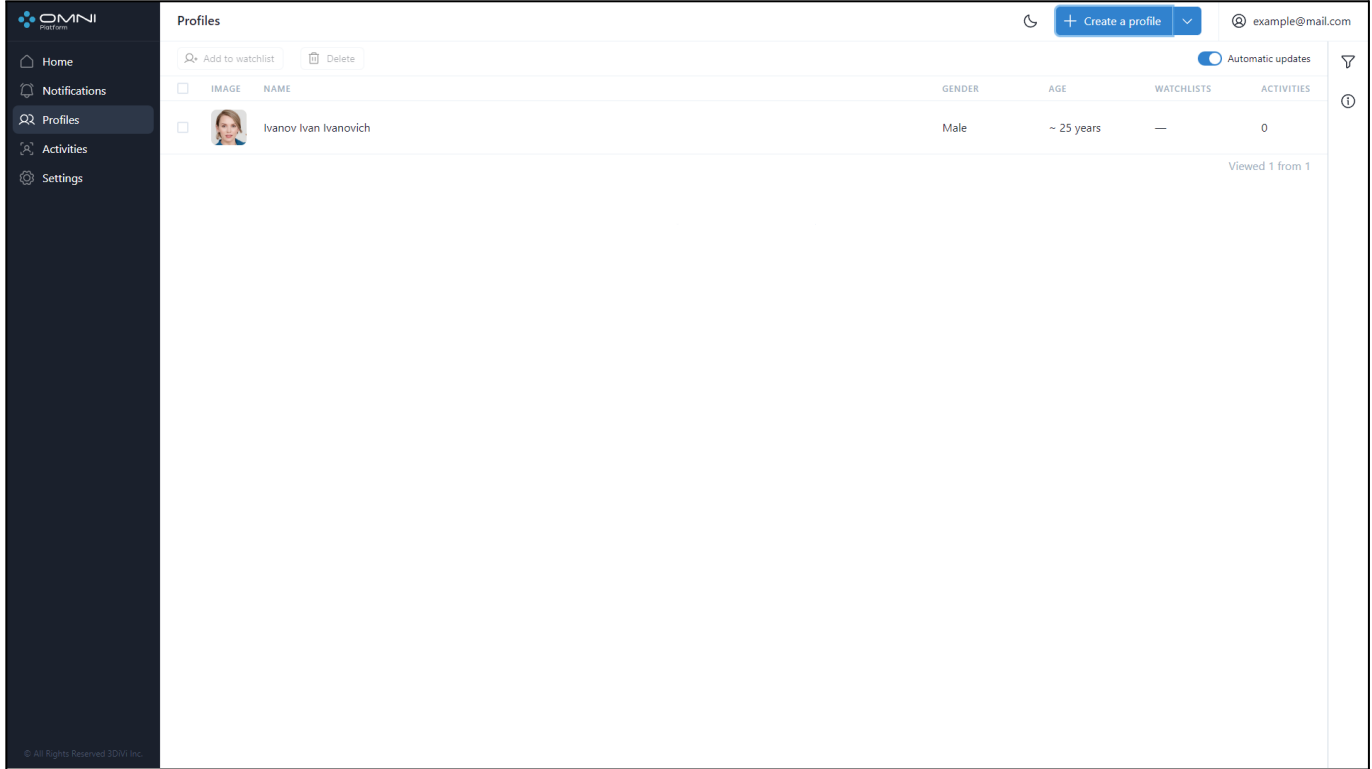 OMNI
Platform
Profiles
Create a profile
example@mail.com
Home
Notifications
Profiles
Activities
Settings
Add to watchlist
Delete
Automatic updates
IMAGE NAME GENDER AGE WATCHLISTS ACTIVITIES
Ivanov Ivan Ivanovich Male ~ 25 years — 0
Viewed 1 from 1
© All Rights Reserved 3DiVi Inc.